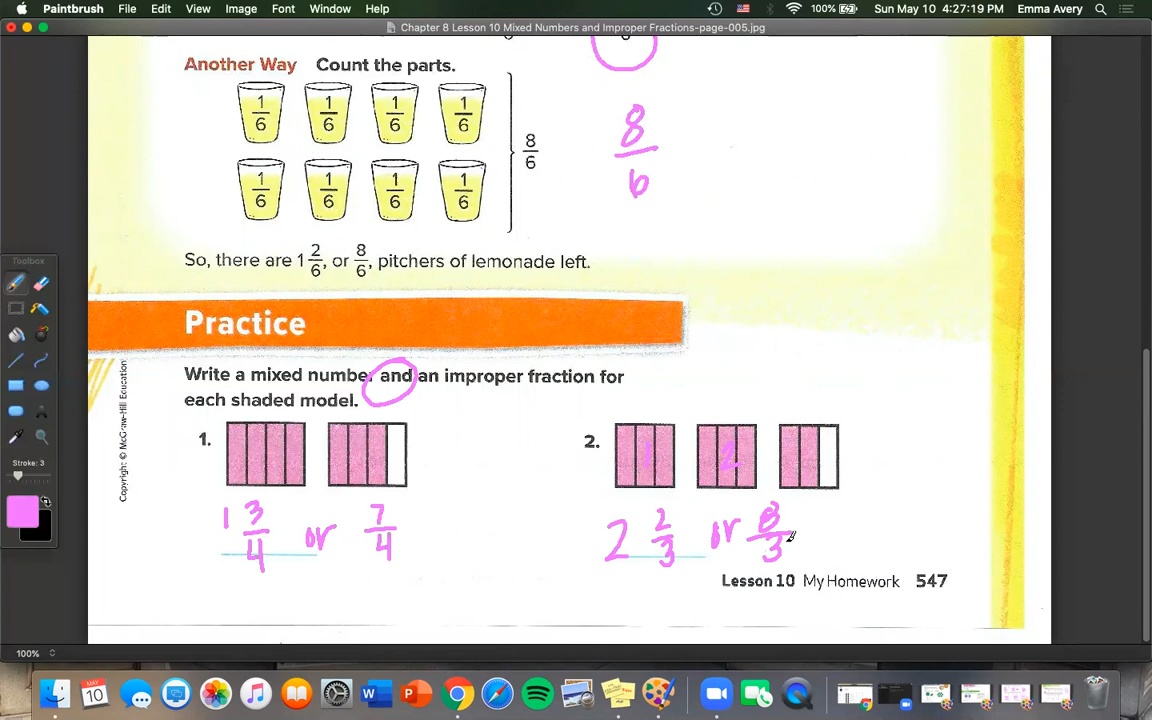 Paintbrush File Edit View Image Font Window Help 100% Sun May 10 4:27:19 PM Emma Avery
Chapter 8 Lesson 10 Mixed Numbers and Improper Fractions-page-005.jpg
Another Way Count the parts.
1/6 1/6 1/6 1/6
8/6
8/6
1/6 1/6 1/6 1/6
So, there are 1 2/6, or 8/6, pitchers of lemonade left.
Toolbox
Practice
Write a mixed number and an improper fraction for
each shaded model.
Copyright © McGraw-Hill Education
1.
2. 1 2
Stroke: 3
1 3/4 or 7/4
2 2/3 or 8/3
Lesson 10 My Homework 547
100%
MAY
10
W P